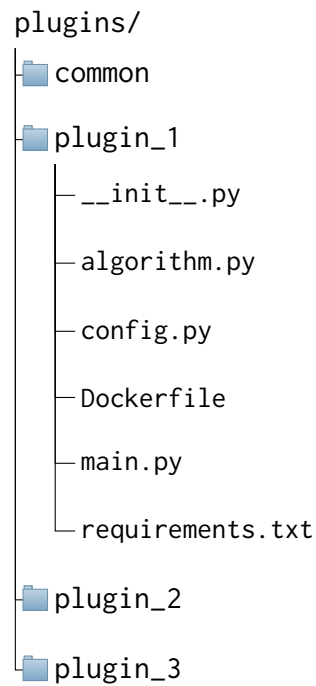 plugins/
common
plugin_1
__init__.py
algorithm.py
config.py
Dockerfile
main.py
requirements.txt
plugin_2
plugin_3